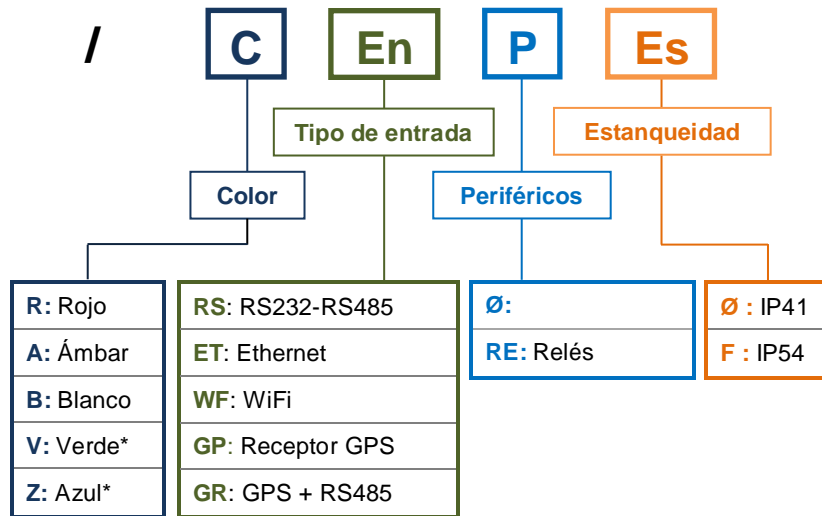 / C En P Es
Tipo de entrada
Estanqueidad
Color
Periféricos
R: Rojo
A: Ámbar
B: Blanco
V: Verde*
Z: Azul*
RS: RS232-RS485
ET: Ethernet
WF: WiFi
GP: Receptor GPS
GR: GPS + RS485
Ø:
RE: Relés
Ø : IP41
F : IP54